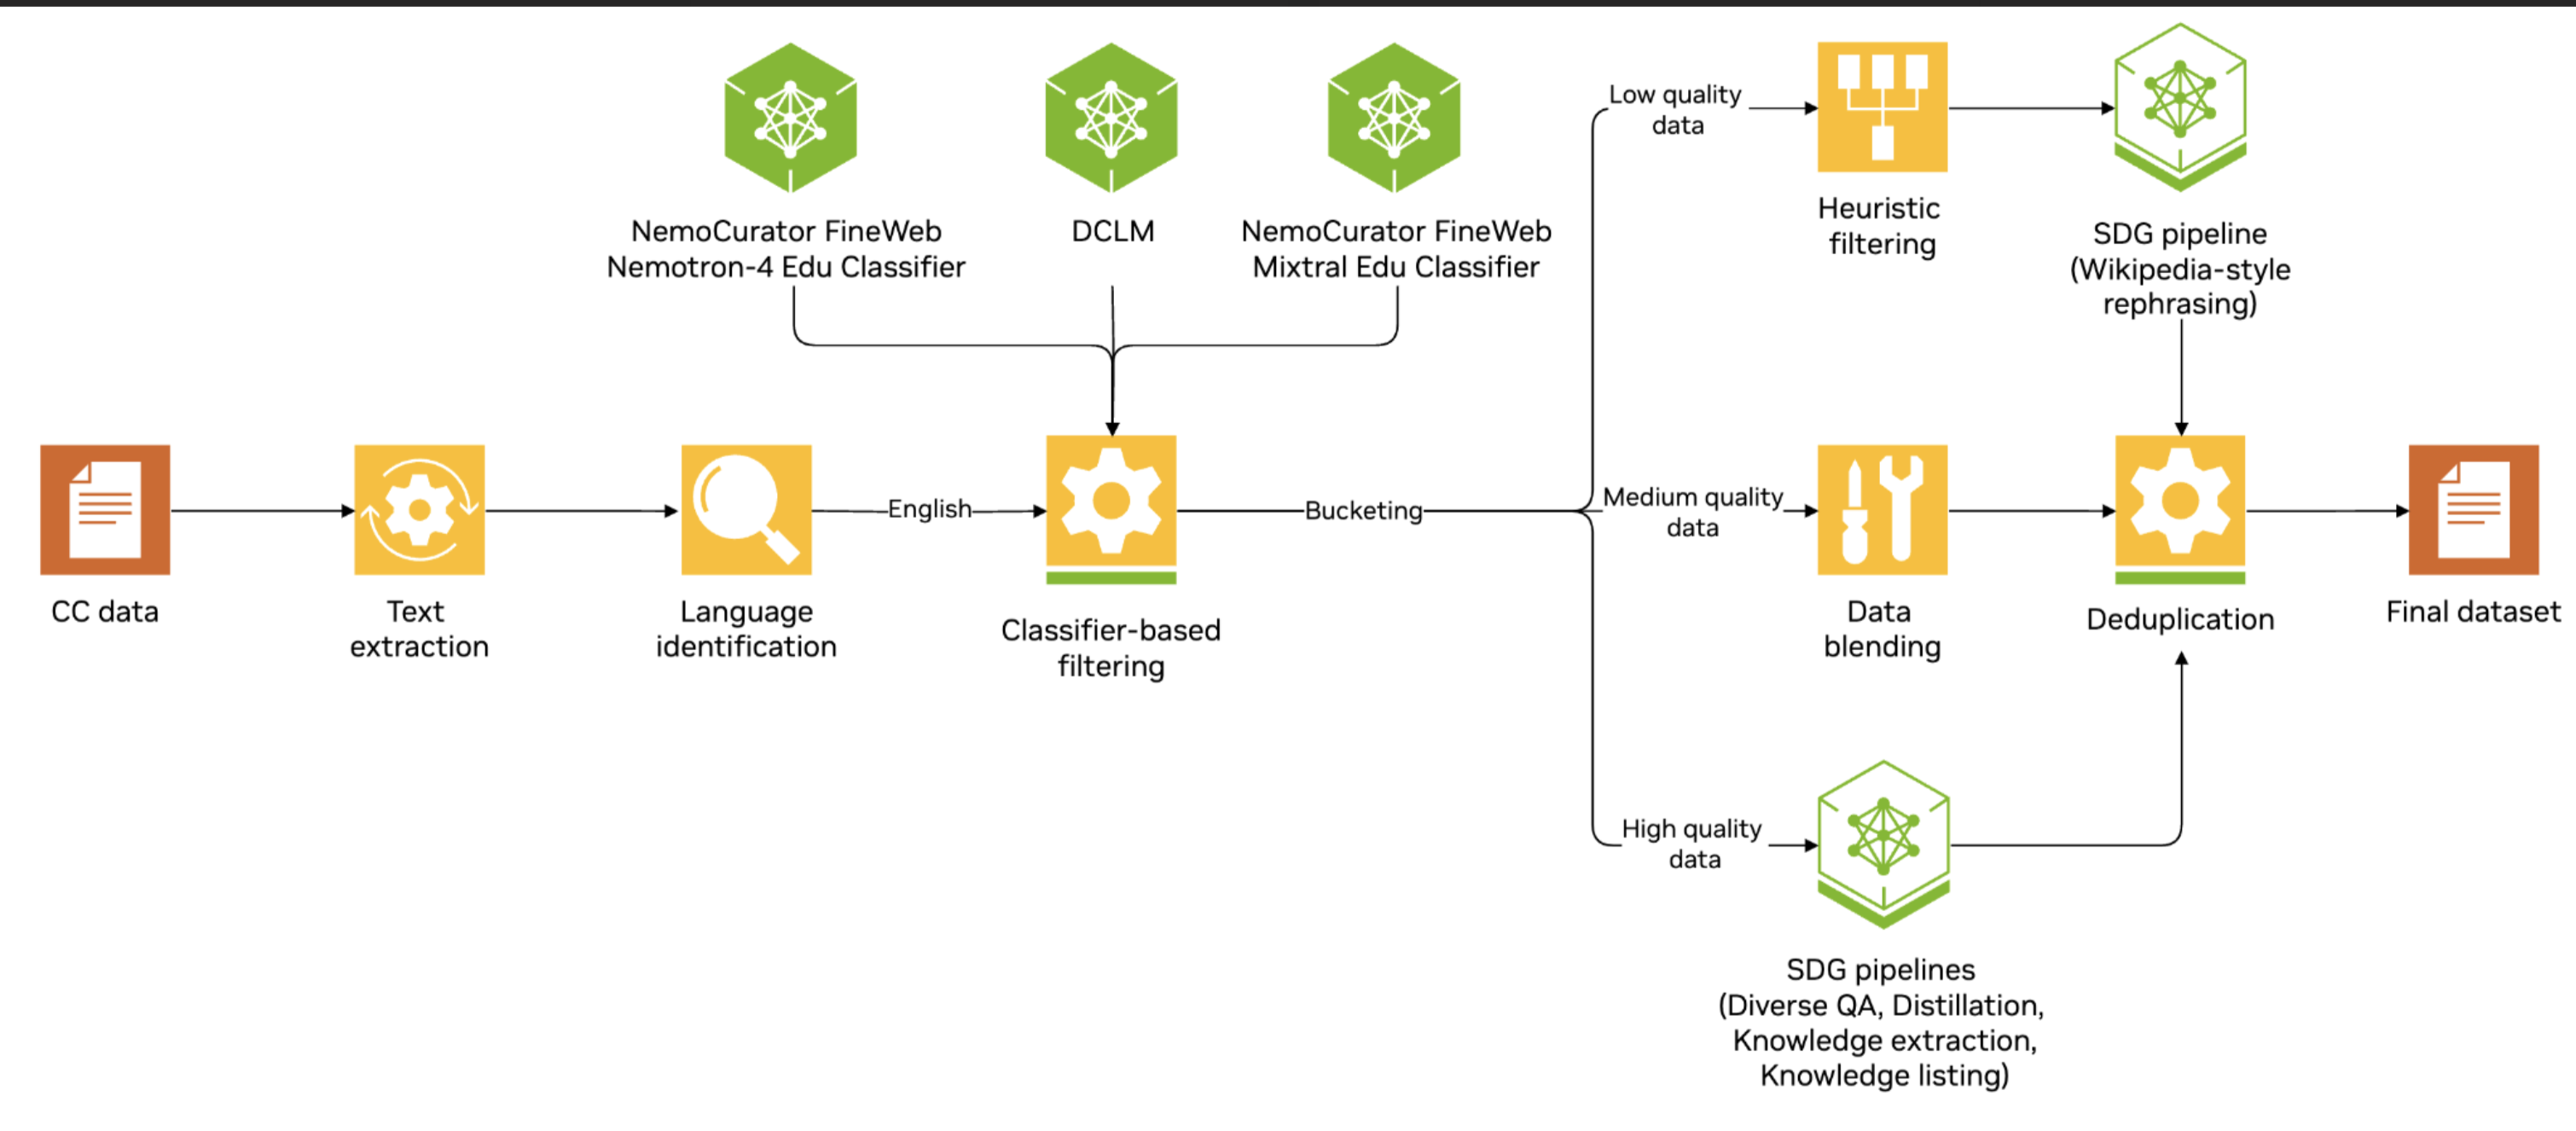 NemoCurator FineWeb
Nemotron-4 Edu Classifier
DCLM
NemoCurator FineWeb
Mixtral Edu Classifier
Low quality
data
Heuristic
filtering
SDG pipeline
(Wikipedia-style
rephrasing)
CC data
Text
extraction
Language
identification
English
Classifier-based
filtering
Bucketing
Medium quality
data
Data
blending
Deduplication
Final dataset
High quality
data
SDG pipelines
(Diverse QA, Distillation,
Knowledge extraction,
Knowledge listing)